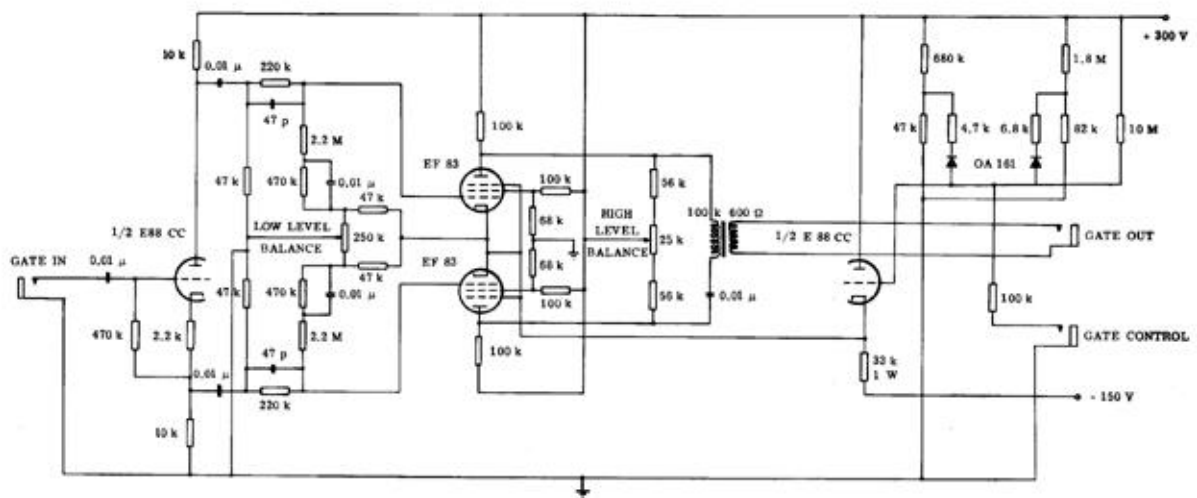 + 300 V
10 k
0.01 μ
220 k
47 p
2.2 M
100 k
EF 83
680 k
1,8 M
47 k
4,7 k
6,8 k
82 k
10 M
OA 161
47 k
470 k
0,01 μ
47 k
100 k
68 k
56 k
100 k
600 Ω
1/2 E88 CC
LOW LEVEL
BALANCE
250 k
HIGH
LEVEL
BALANCE
25 k
1/2 E 88 CC
GATE OUT
GATE IN
0.01 μ
47 k
EF 83
68 k
47 k
470 k
0.01 μ
100 k
56 k
0,01 μ
470 k
2.2 k
2.2 M
100 k
100 k
GATE CONTROL
0.01 μ
47 p
220 k
33 k
1 W
- 150 V
10 k